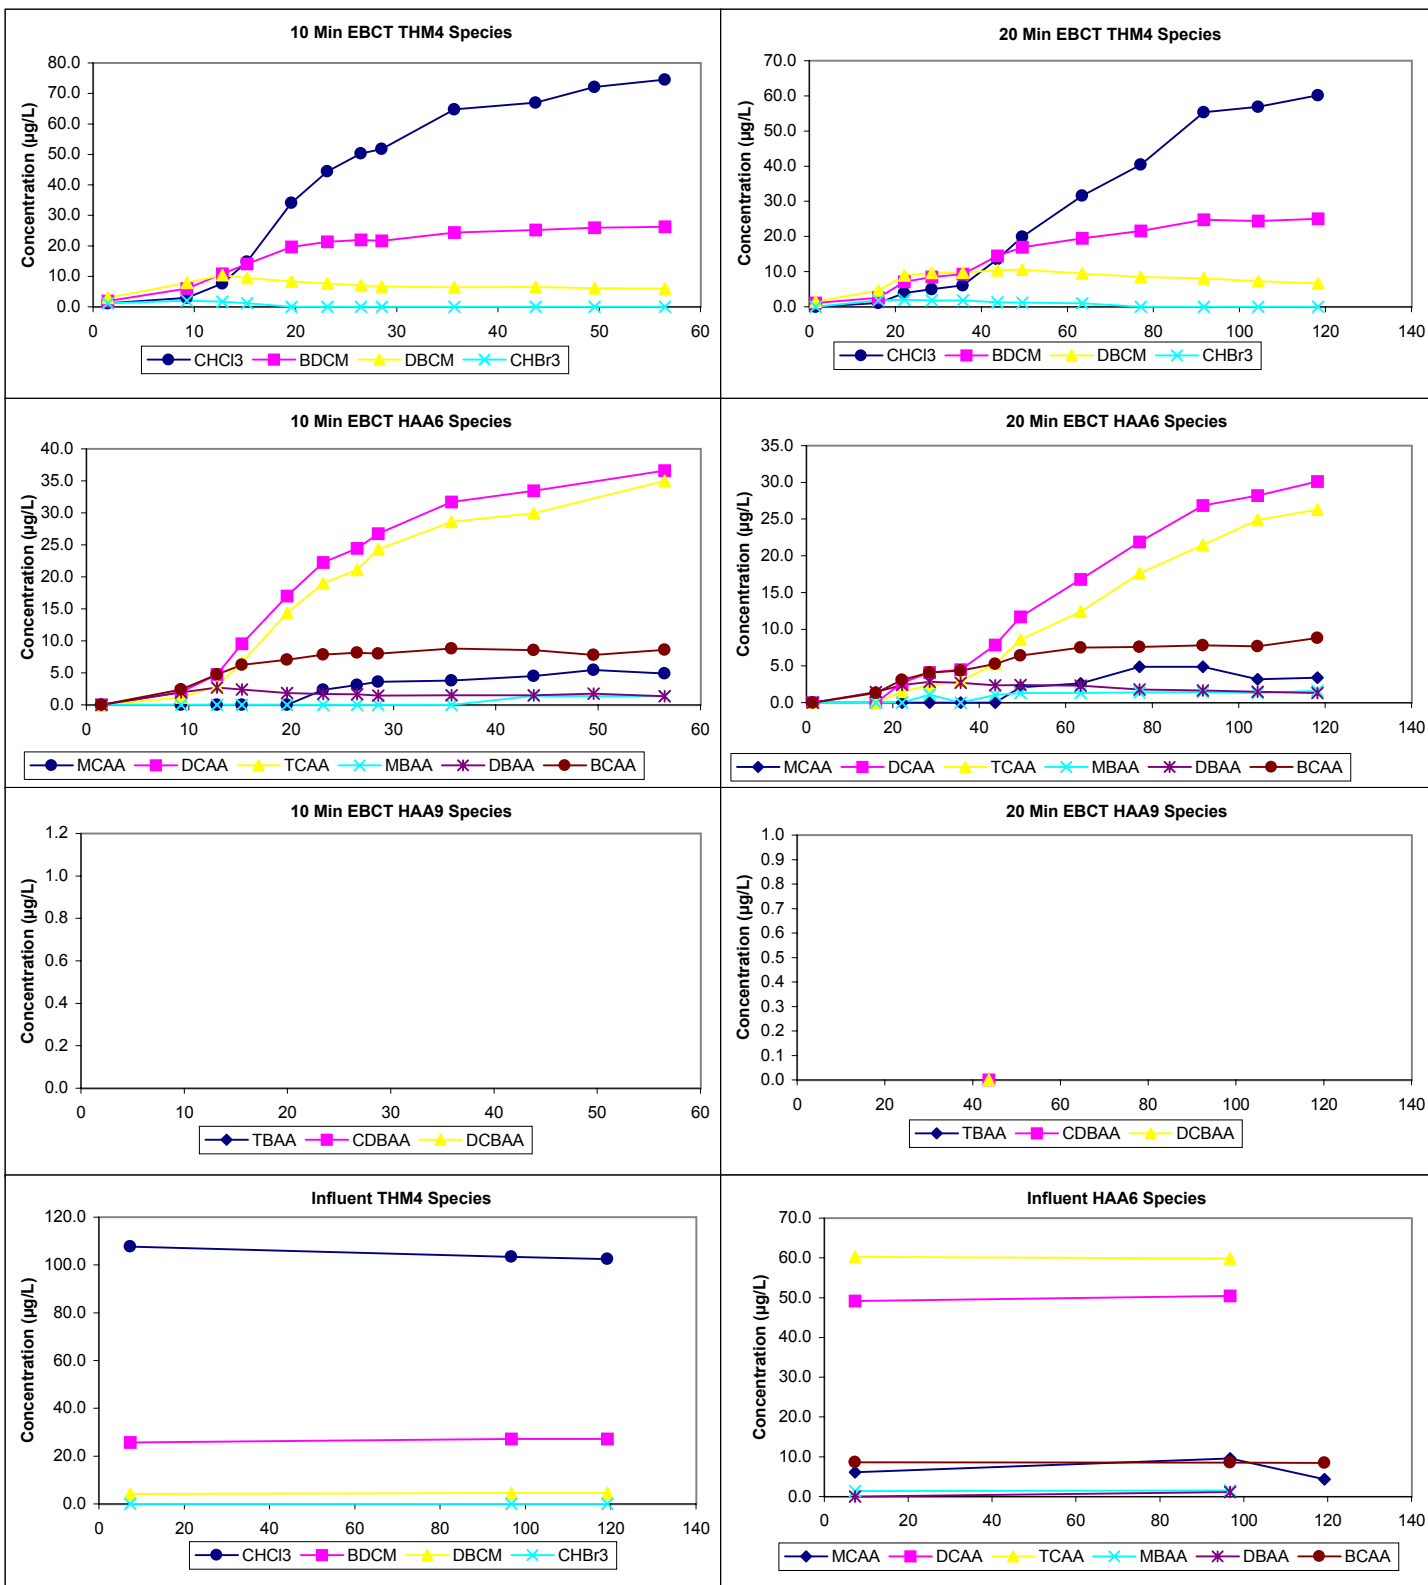 10 Min EBCT THM4 Species
Concentration (µg/L)
80.0
70.0
60.0
50.0
40.0
30.0
20.0
10.0
0.0
0 10 20 30 40 50 60
CHCl3 BDCM DBCM CHBr3
20 Min EBCT THM4 Species
Concentration (µg/L)
70.0
60.0
50.0
40.0
30.0
20.0
10.0
0.0
0 20 40 60 80 100 120 140
CHCl3 BDCM DBCM CHBr3
10 Min EBCT HAA6 Species
Concentration (µg/L)
40.0
35.0
30.0
25.0
20.0
15.0
10.0
5.0
0.0
0 10 20 30 40 50 60
MCAA DCAA TCAA MBAA DBAA BCAA
20 Min EBCT HAA6 Species
Concentration (µg/L)
35.0
30.0
25.0
20.0
15.0
10.0
5.0
0.0
0 20 40 60 80 100 120 140
MCAA DCAA TCAA MBAA DBAA BCAA
10 Min EBCT HAA9 Species
Concentration (µg/L)
1.2
1.0
0.8
0.6
0.4
0.2
0.0
0 10 20 30 40 50 60
TBAA CDBAA DCBAA
20 Min EBCT HAA9 Species
Concentration (µg/L)
1.0
0.9
0.8
0.7
0.6
0.5
0.4
0.3
0.2
0.1
0.0
0 20 40 60 80 100 120 140
TBAA CDBAA DCBAA
Influent THM4 Species
Concentration (µg/L)
120.0
100.0
80.0
60.0
40.0
20.0
0.0
0 20 40 60 80 100 120 140
CHCl3 BDCM DBCM CHBr3
Influent HAA6 Species
Concentration (µg/L)
70.0
60.0
50.0
40.0
30.0
20.0
10.0
0.0
0 20 40 60 80 100 120 140
MCAA DCAA TCAA MBAA DBAA BCAA